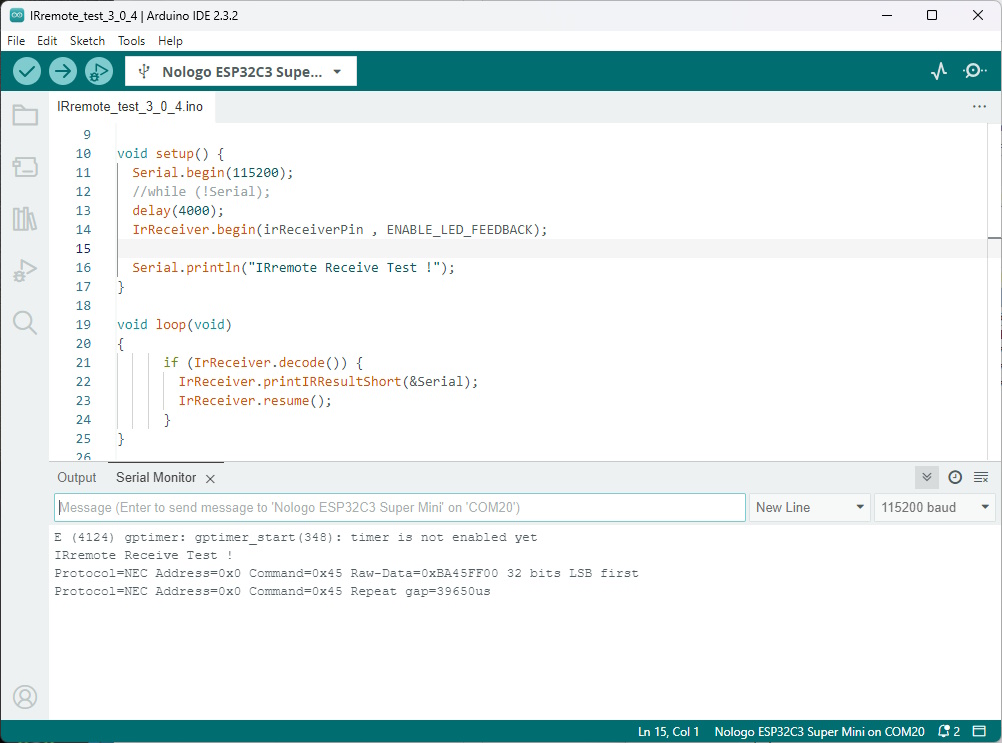 IRremote_test_3_0_4 | Arduino IDE 2.3.2
File Edit Sketch Tools Help
Nologo ESP32C3 Supe...
IRremote_test_3_0_4.ino
9
10 void setup() {
11 Serial.begin(115200);
12 //while (!Serial);
13 delay(4000);
14 IrReceiver.begin(irReceiverPin , ENABLE_LED_FEEDBACK);
15
16 Serial.println("IRremote Receive Test !");
17 }
18
19 void loop(void)
20 {
21 if (IrReceiver.decode()) {
22 IrReceiver.printIRResultShort(&Serial);
23 IrReceiver.resume();
24 }
25 }
26
Output Serial Monitor
Message (Enter to send message to 'Nologo ESP32C3 Super Mini' on 'COM20') New Line 115200 baud
E (4124) gptimer: gptimer_start(348): timer is not enabled yet
IRremote Receive Test !
Protocol=NEC Address=0x0 Command=0x45 Raw-Data=0xBA45FF00 32 bits LSB first
Protocol=NEC Address=0x0 Command=0x45 Repeat gap=39650us
Ln 15, Col 1 Nologo ESP32C3 Super Mini on COM20 2